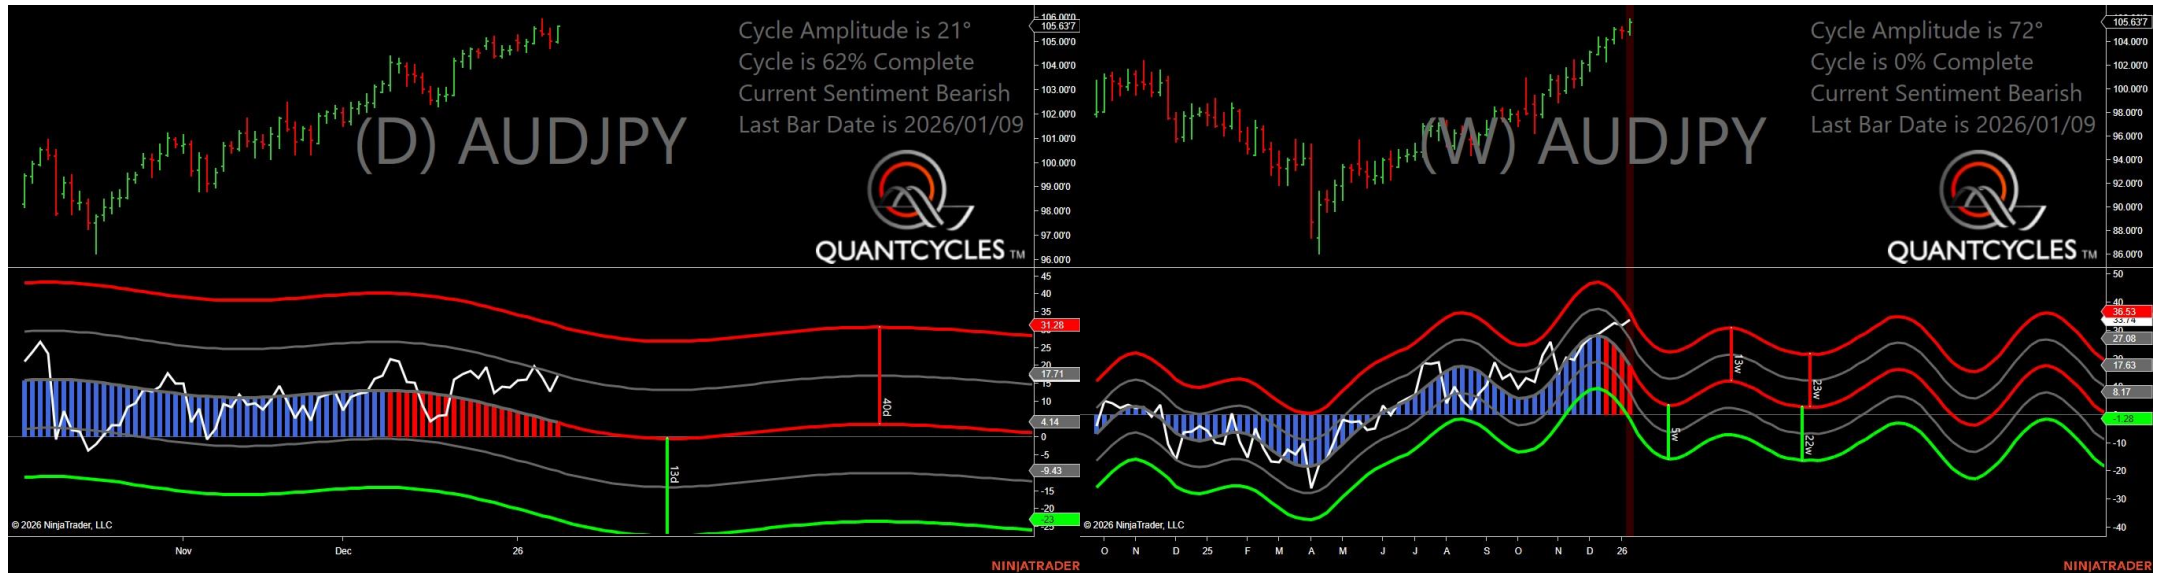 Cycle Amplitude is 21°
Cycle is 62% Complete
Current Sentiment Bearish
Last Bar Date is 2026/01/09
(D) AUDJPY
QUANTCYCLES TM
105.63'7
105.00'0
104.00'0
103.00'0
102.00'0
101.00'0
100.00'0
99.00'0
98.00'0
97.00'0
96.00'0
45
40
35
31.28
25
20
17.71
15
10
4.14
0
-5
-9.43
-15
-20
-23
40d
13d
© 2026 NinjaTrader, LLC
Nov
Dec
26
NINJATRADER
Cycle Amplitude is 72°
Cycle is 0% Complete
Current Sentiment Bearish
Last Bar Date is 2026/01/09
(W) AUDJPY
QUANTCYCLES TM
105.63'7
104.00'0
102.00'0
100.00'0
98.00'0
96.00'0
94.00'0
92.00'0
90.00'0
88.00'0
86.00'0
50
40
36.53
33.74
27.08
17.63
8.17
-1.28
-10
-20
-30
-40
13w
23w
5w
22w
© 2026 NinjaTrader, LLC
O N D 25 F M A M J J A S O N D 26
NINJATRADER